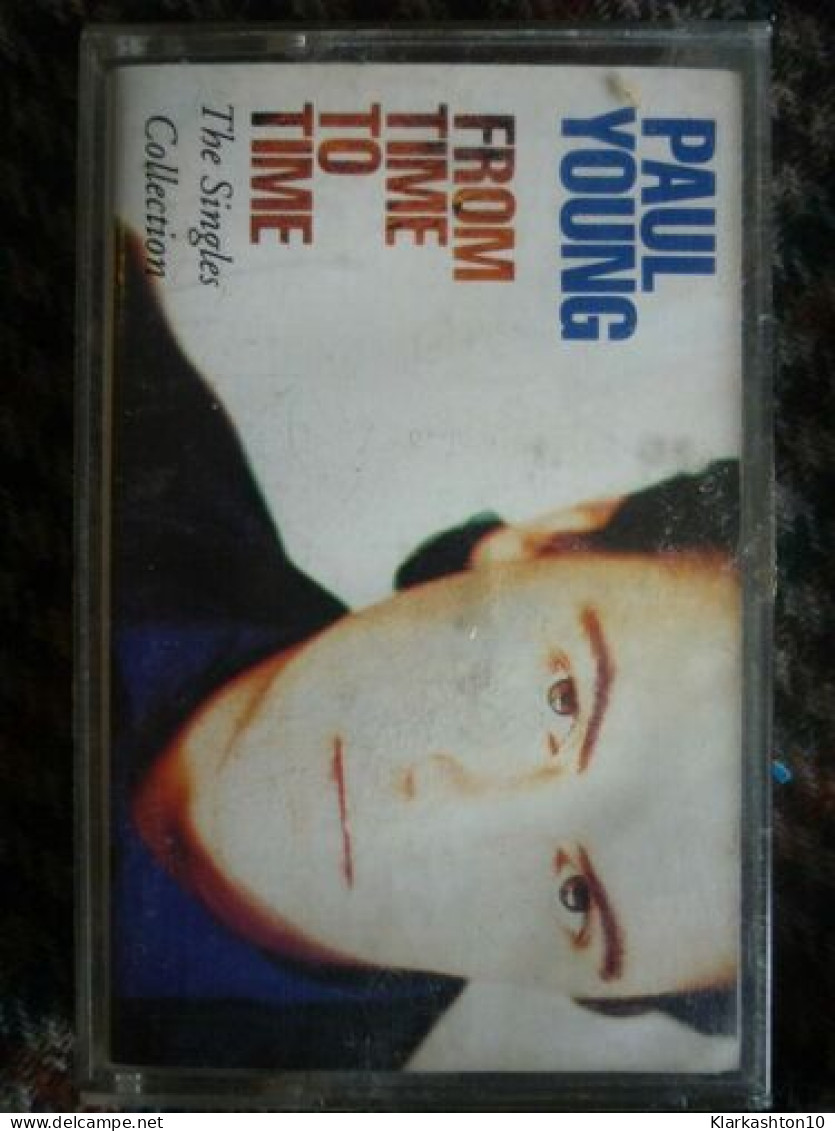 PAUL
YOUNG
FROM
TIME
TO
TIME
The Singles
Collection
www.delcampe.net
Klarkashton10